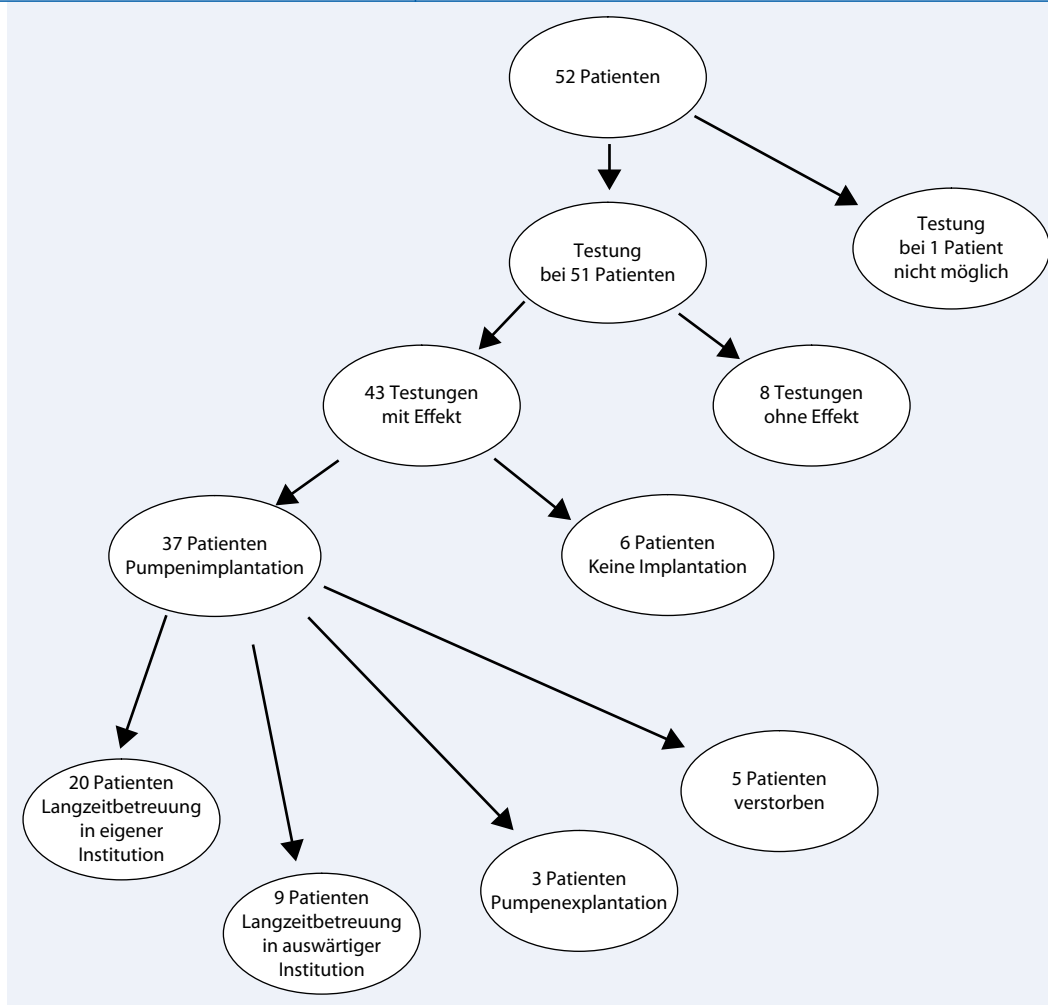 52 Patienten
Testung
bei 51 Patienten
Testung
bei 1 Patient
nicht möglich
43 Testungen
mit Effekt
8 Testungen
ohne Effekt
37 Patienten
Pumpenimplantation
6 Patienten
Keine Implantation
20 Patienten
Langzeitbetreuung
in eigener
Institution
9 Patienten
Langzeitbetreuung
in auswärtiger
Institution
3 Patienten
Pumpenexplantation
5 Patienten
verstorben